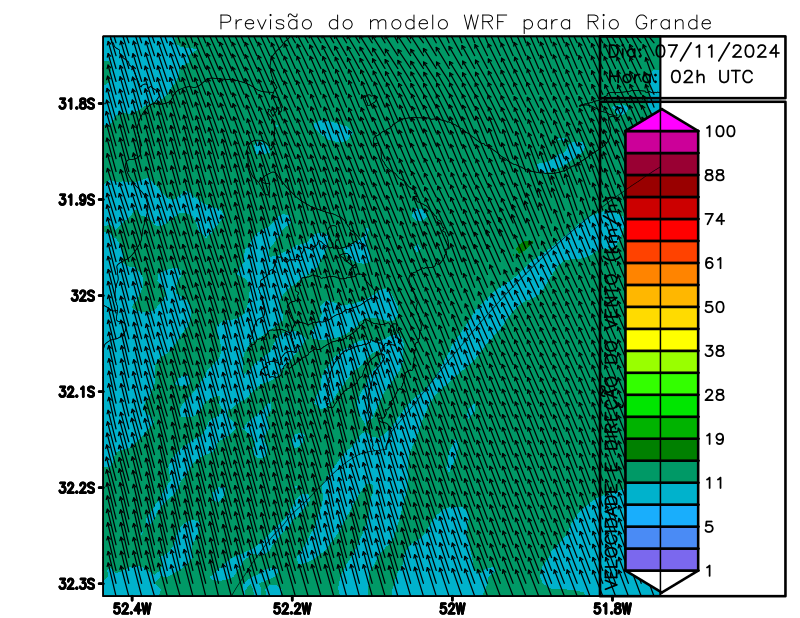 Previsão do modelo WRF para Rio Grande
Dia: 07/11/2024
Hora: 02h UTC
31.8S
31.9S
32S
32.1S
32.2S
32.3S
52.4W
52.2W
52W
51.8W
VELOCIDADE E DIREÇÃO DO VENTO (km/h)
100
88
74
61
50
38
28
19
11
5
1